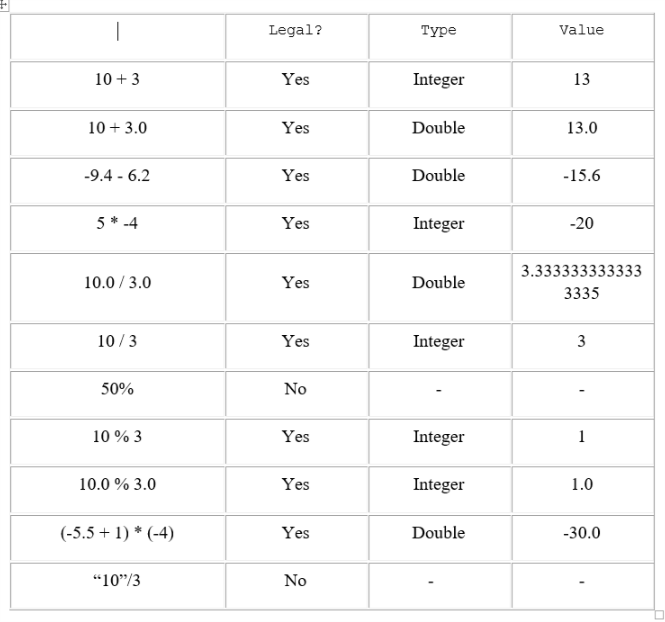 Legal? Type Value
10 + 3 Yes Integer 13
10 + 3.0 Yes Double 13.0
-9.4 - 6.2 Yes Double -15.6
5 * -4 Yes Integer -20
10.0 / 3.0 Yes Double 3.333333333333
3335
10 / 3 Yes Integer 3
50% No - -
10 % 3 Yes Integer 1
10.0 % 3.0 Yes Integer 1.0
(-5.5 + 1) * (-4) Yes Double -30.0
“10”/3 No - -